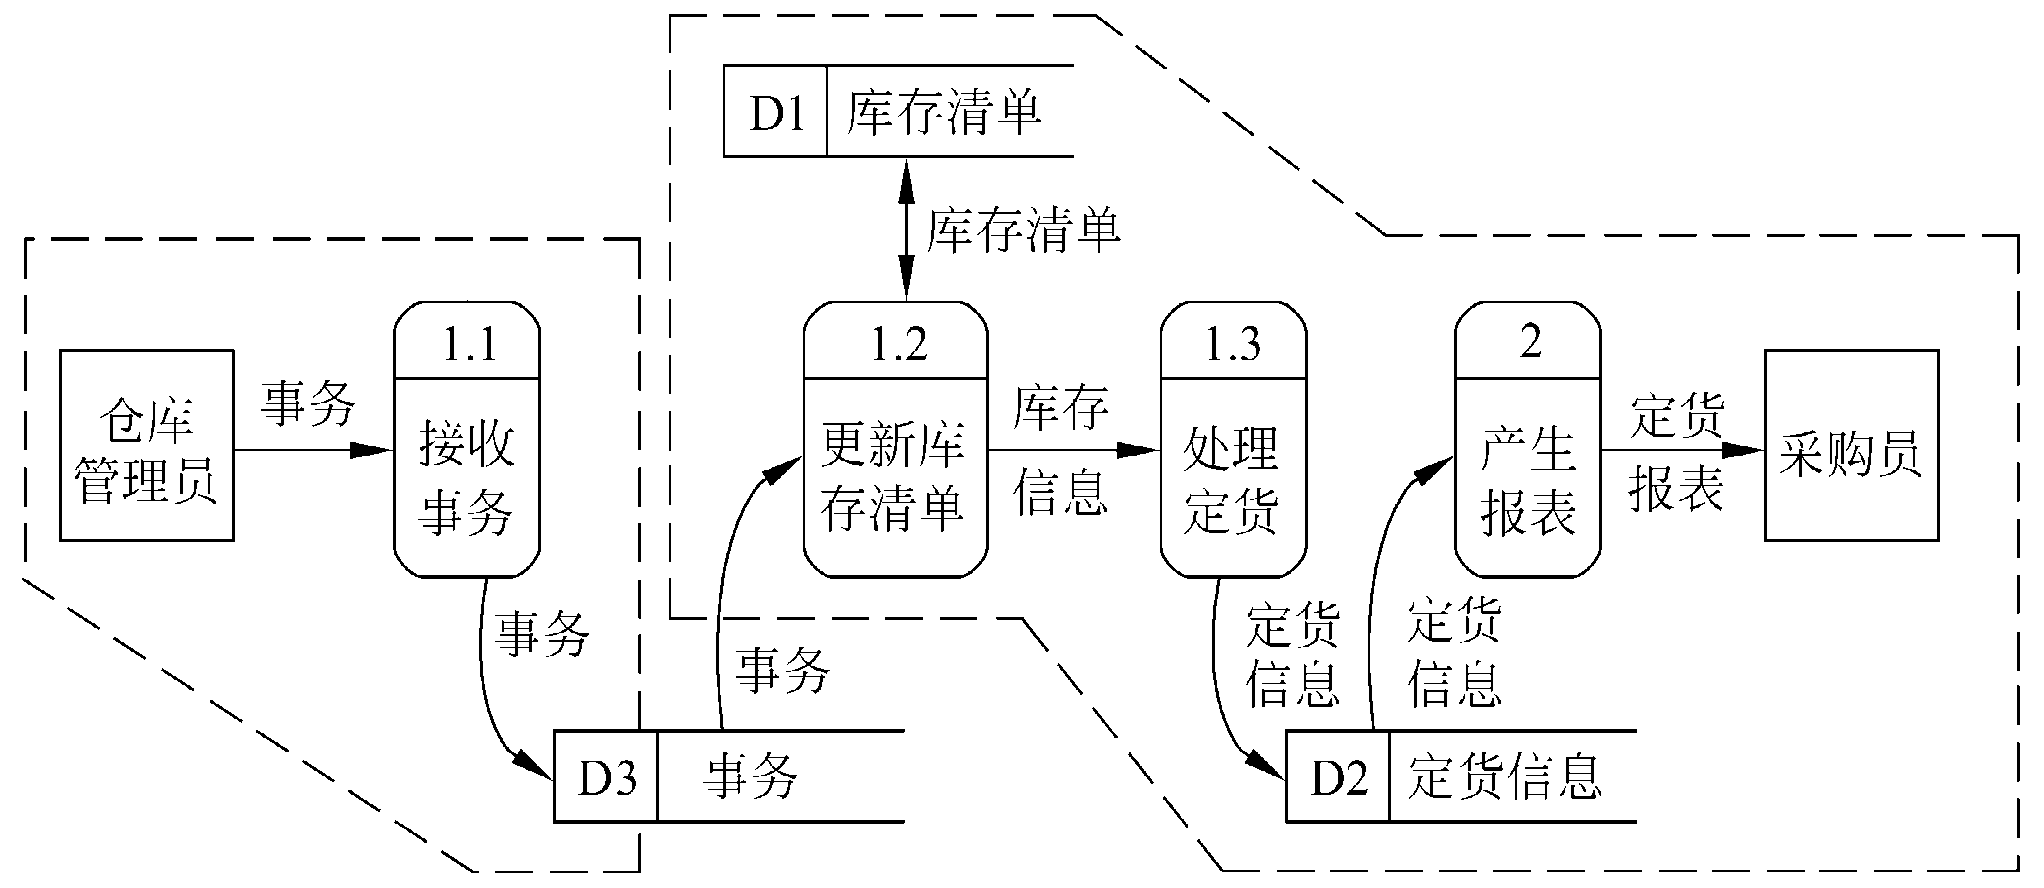 D1 库存清单
库存清单
1.1
1.2
1.3
2
仓库
管理员
事务
接收
事务
更新库
存清单
库存
信息
处理
定货
产生
报表
定货
报表
采购员
事务
事务
定货
信息
定货
信息
D3 事务
D2 定货信息